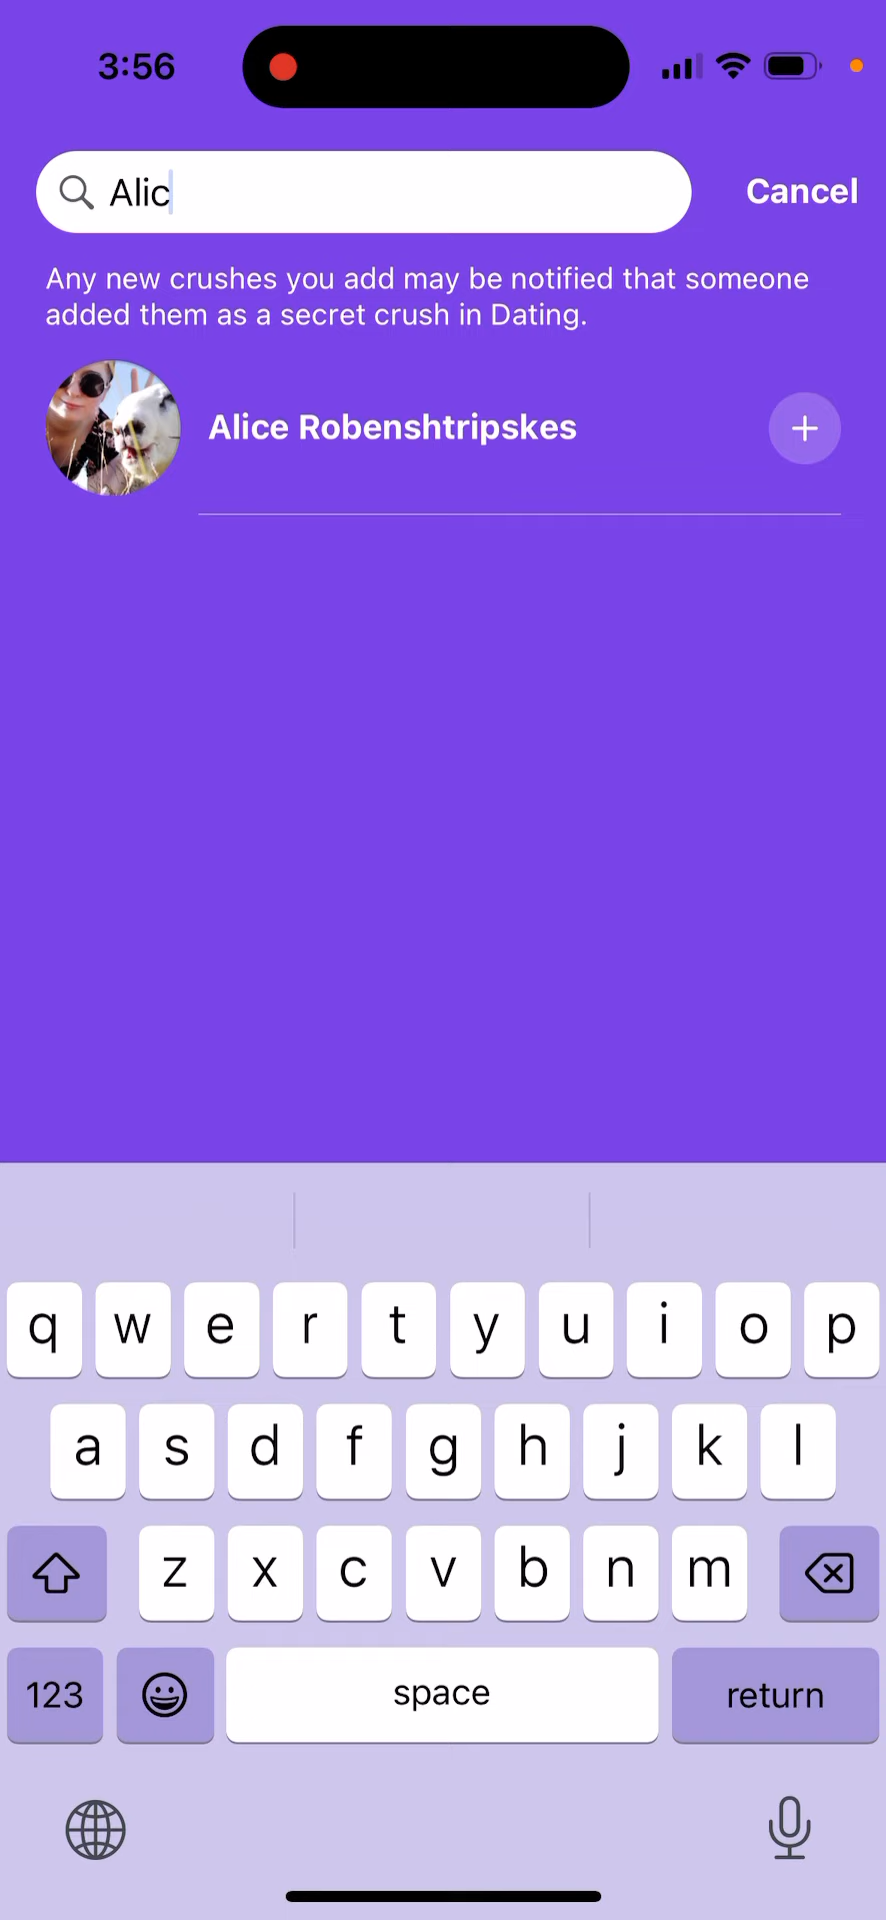 3:56
Alic
Cancel
Any new crushes you add may be notified that someone
added them as a secret crush in Dating.
Alice Robenshtripskes
q w e r t y u i o p
a s d f g h j k l
z x c v b n m
123 space return